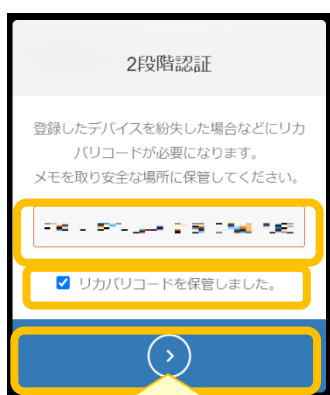 2段階認証
登録したデバイスを紛失した場合などにリカ
バリコードが必要になります。
メモを取り安全な場所に保管してください。
リカバリコードを保管しました。